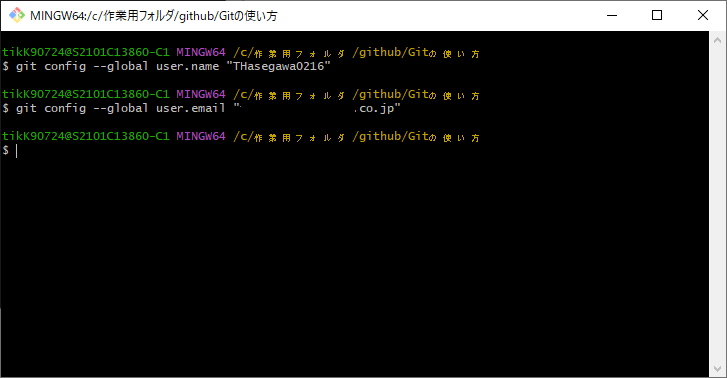 MINGW64:/c/作業用フォルダ/github/Gitの使い方
tikK90724@S2101C13860-C1 MINGW64 /c/作業用フォルダ/github/Gitの使い方
$ git config --global user.name "THasegawa0216"
tikK90724@S2101C13860-C1 MINGW64 /c/作業用フォルダ/github/Gitの使い方
$ git config --global user.email " .co.jp"
tikK90724@S2101C13860-C1 MINGW64 /c/作業用フォルダ/github/Gitの使い方
$